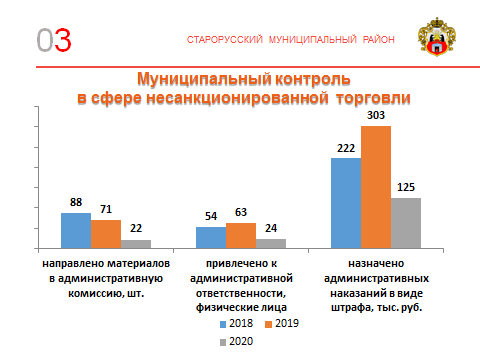 03
СТАРОРУССКИЙ МУНИЦИПАЛЬНЫЙ РАЙОН
Муниципальный контроль
в сфере несанкционированной торговли
88
71
22
54
63
24
222
303
125
направлено материалов
в административную
комиссию, шт.
привлечено к
административной
ответственности,
физические лица
назначено
административных
наказаний в виде
штрафа, тыс. руб.
2018 2019
2020